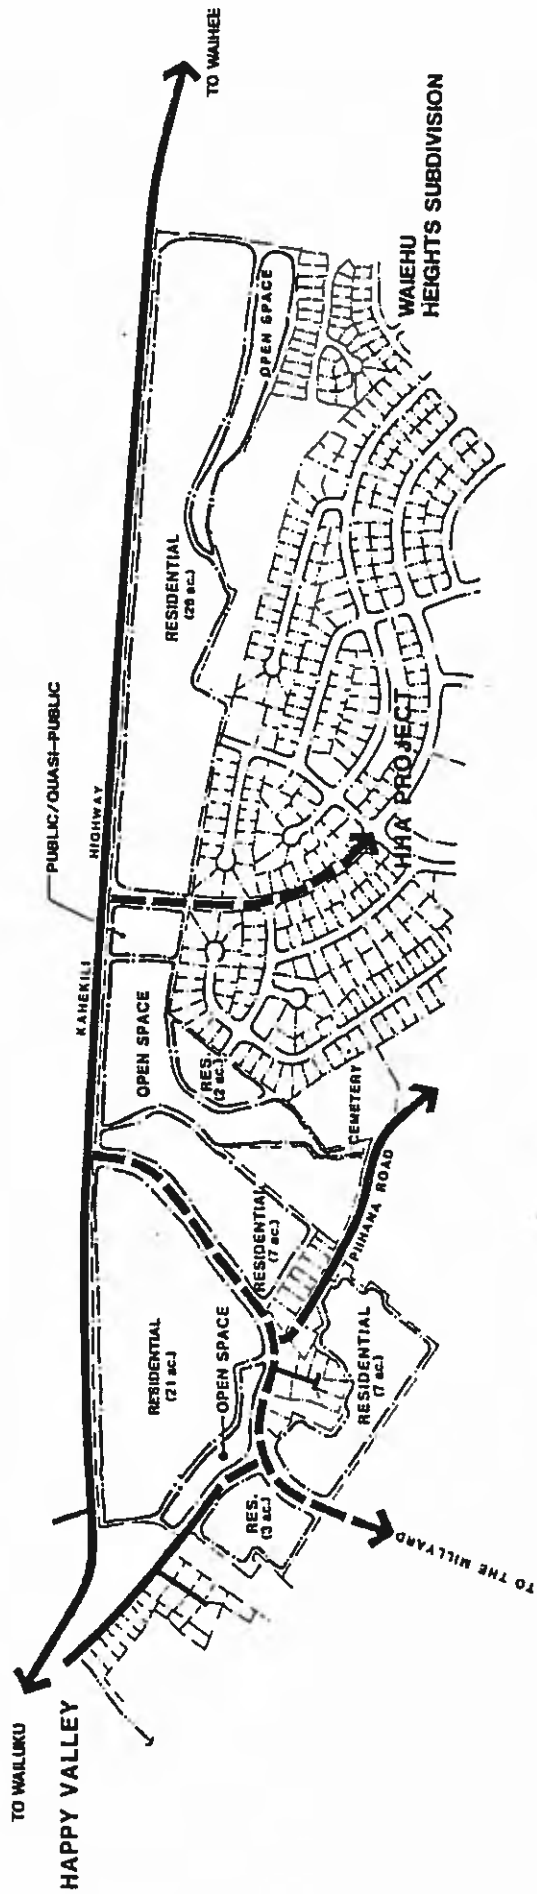 TO WAILUKU
HAPPY VALLEY
TO WAIHEE
KAHEKILI
HIGHWAY
PUBLIC/QUASI-PUBLIC
RESIDENTIAL
(21 ac.)
OPEN SPACE
RES.
(3 ac.)
TO THE MILLYARD
RESIDENTIAL
(7 ac.)
RESIDENTIAL
(7 ac.)
PIIHANA ROAD
CEMETERY
OPEN SPACE
RES.
(2 ac.)
HHA PROJECT
RESIDENTIAL
OPEN SPACE
WAIEHU
HEIGHTS SUBDIVISION